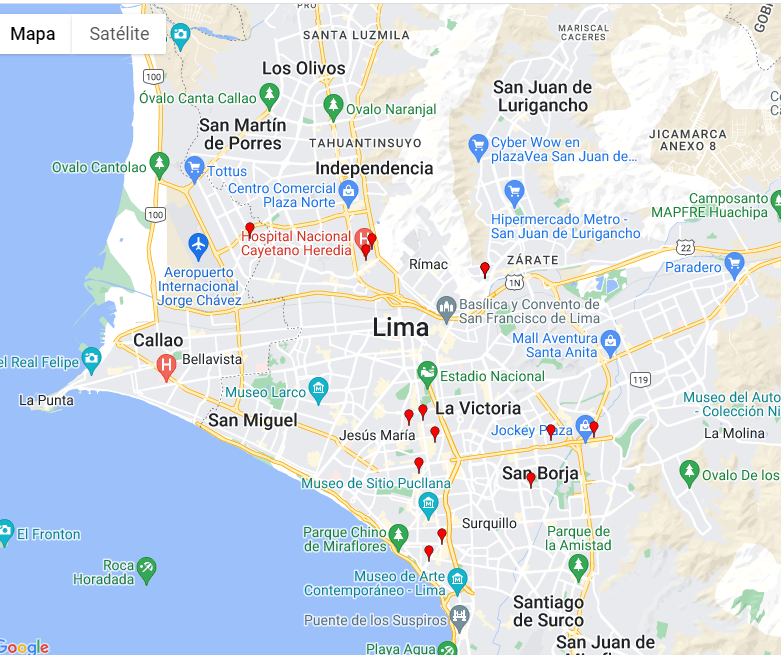 PRO
Mapa
Satélite
SANTA LUZMILA
MARISCAL
CACERES
Los Olivos
100
San Juan de
Lurigancho
Óvalo Canta Callao
Ovalo Naranjal
San Martín
de Porres
TAHUANTINSUYO
JICAMARCA
ANEXO 8
Cyber Wow en
plazaVea San Juan de...
Ovalo Cantolao
Tottus
Independencia
Centro Comercial
Plaza Norte
Hipermercado Metro -
San Juan de Lurigancho
Camposanto
MAPFRE Huachipa
100
Hospital Nacional
Cayetano Heredia
22
Rímac
ZÁRATE
Paradero
Aeropuerto
Internacional
Jorge Chávez
1N
Basílica y Convento de
San Francisco de Lima
Lima
Callao
Mall Aventura
Santa Anita
el Real Felipe
Bellavista
Estadio Nacional
119
La Punta
Museo Larco
Museo del Auto
- Colección Ni
San Miguel
La Victoria
Jesús María
Jockey Plaza
La Molina
San Borja
Ovalo De los
Museo de Sitio Pucllana
Surquillo
El Fronton
Parque Chino
de Miraflores
Parque de
la Amistad
Roca
Horadada
Museo de Arte
Contemporáneo - Lima
Santiago
de Surco
Puente de los Suspiros
San Juan de
Playa Agua
Google